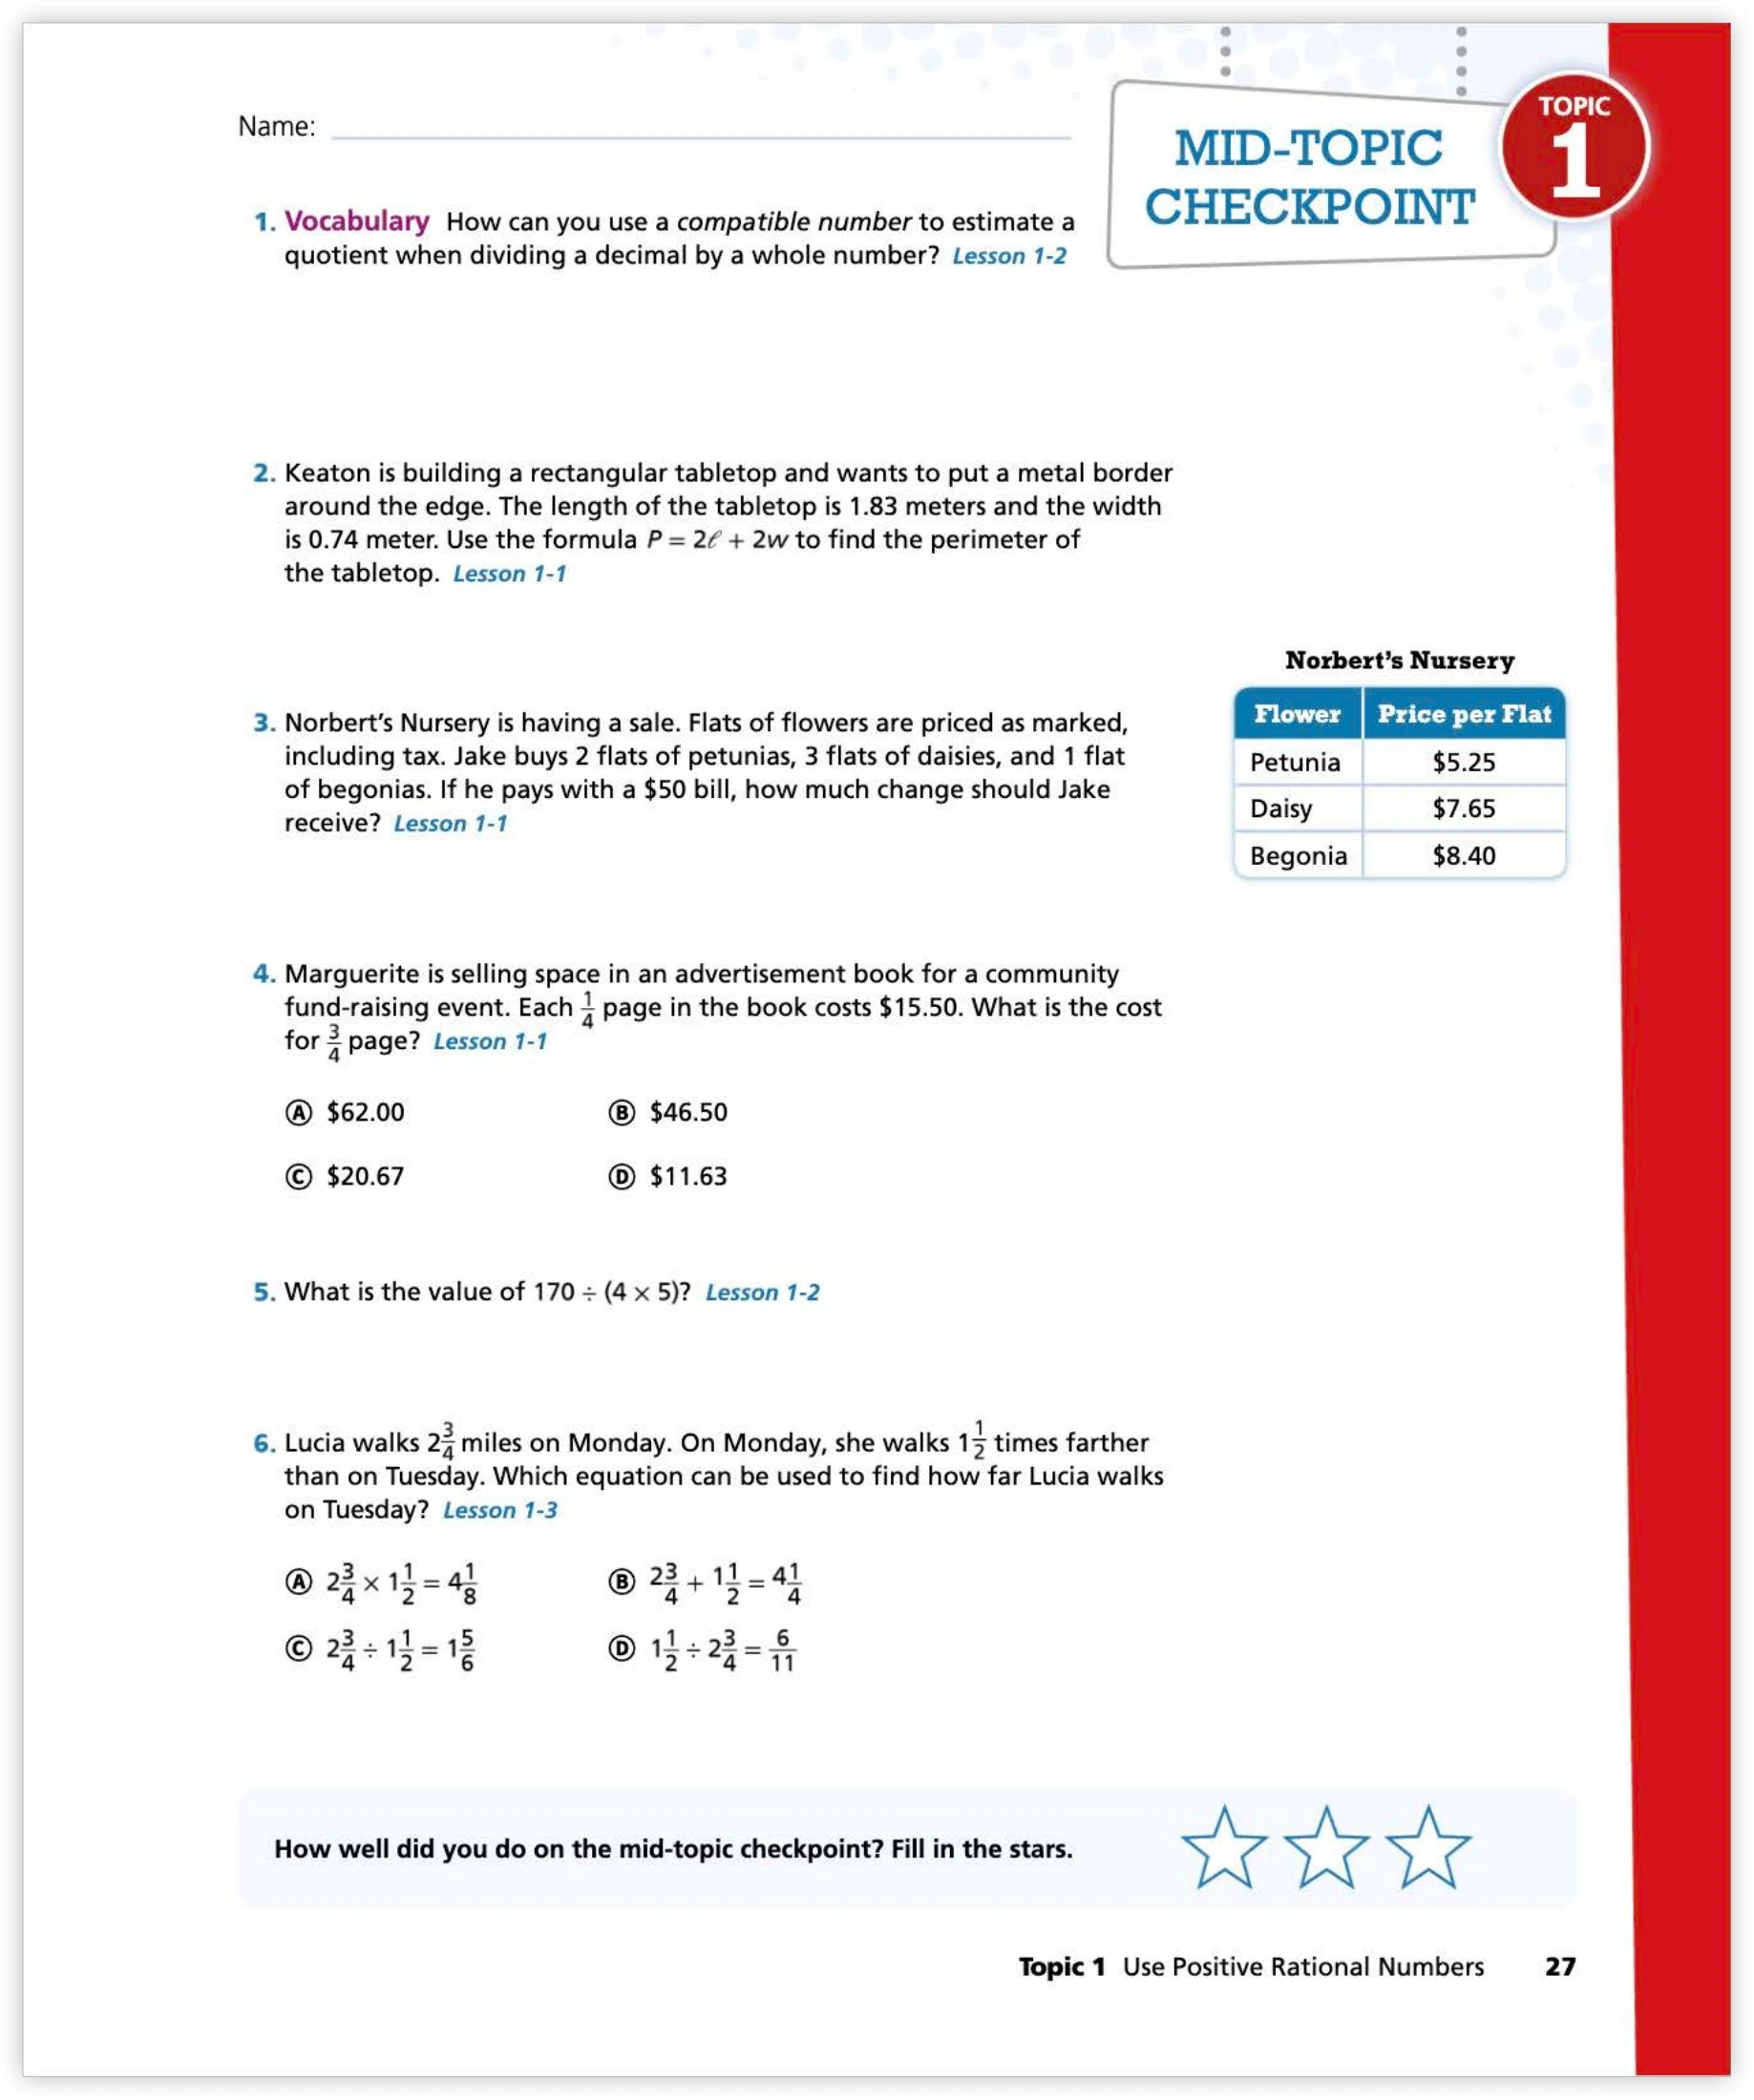 Name:
MID-TOPIC
CHECKPOINT
TOPIC
1
1. Vocabulary How can you use a compatible number to estimate a
quotient when dividing a decimal by a whole number? Lesson 1-2
2. Keaton is building a rectangular tabletop and wants to put a metal border
around the edge. The length of the tabletop is 1.83 meters and the width
is 0.74 meter. Use the formula P = 2ℓ + 2w to find the perimeter of
the tabletop. Lesson 1-1
3. Norbert’s Nursery is having a sale. Flats of flowers are priced as marked,
including tax. Jake buys 2 flats of petunias, 3 flats of daisies, and 1 flat
of begonias. If he pays with a $50 bill, how much change should Jake
receive? Lesson 1-1
Norbert’s Nursery
Flower Price per Flat
Petunia $5.25
Daisy $7.65
Begonia $8.40
4. Marguerite is selling space in an advertisement book for a community
fund-raising event. Each 1/4 page in the book costs $15.50. What is the cost
for 3/4 page? Lesson 1-1
Ⓐ $62.00 Ⓑ $46.50
Ⓒ $20.67 Ⓓ $11.63
5. What is the value of 170 ÷ (4 × 5)? Lesson 1-2
6. Lucia walks 2 3/4 miles on Monday. On Monday, she walks 1 1/2 times farther
than on Tuesday. Which equation can be used to find how far Lucia walks
on Tuesday? Lesson 1-3
Ⓐ 2 3/4 × 1 1/2 = 4 1/8 Ⓑ 2 3/4 + 1 1/2 = 4 1/4
Ⓒ 2 3/4 ÷ 1 1/2 = 1 5/6 Ⓓ 1 1/2 ÷ 2 3/4 = 6/11
How well did you do on the mid-topic checkpoint? Fill in the stars.
Topic 1 Use Positive Rational Numbers 27